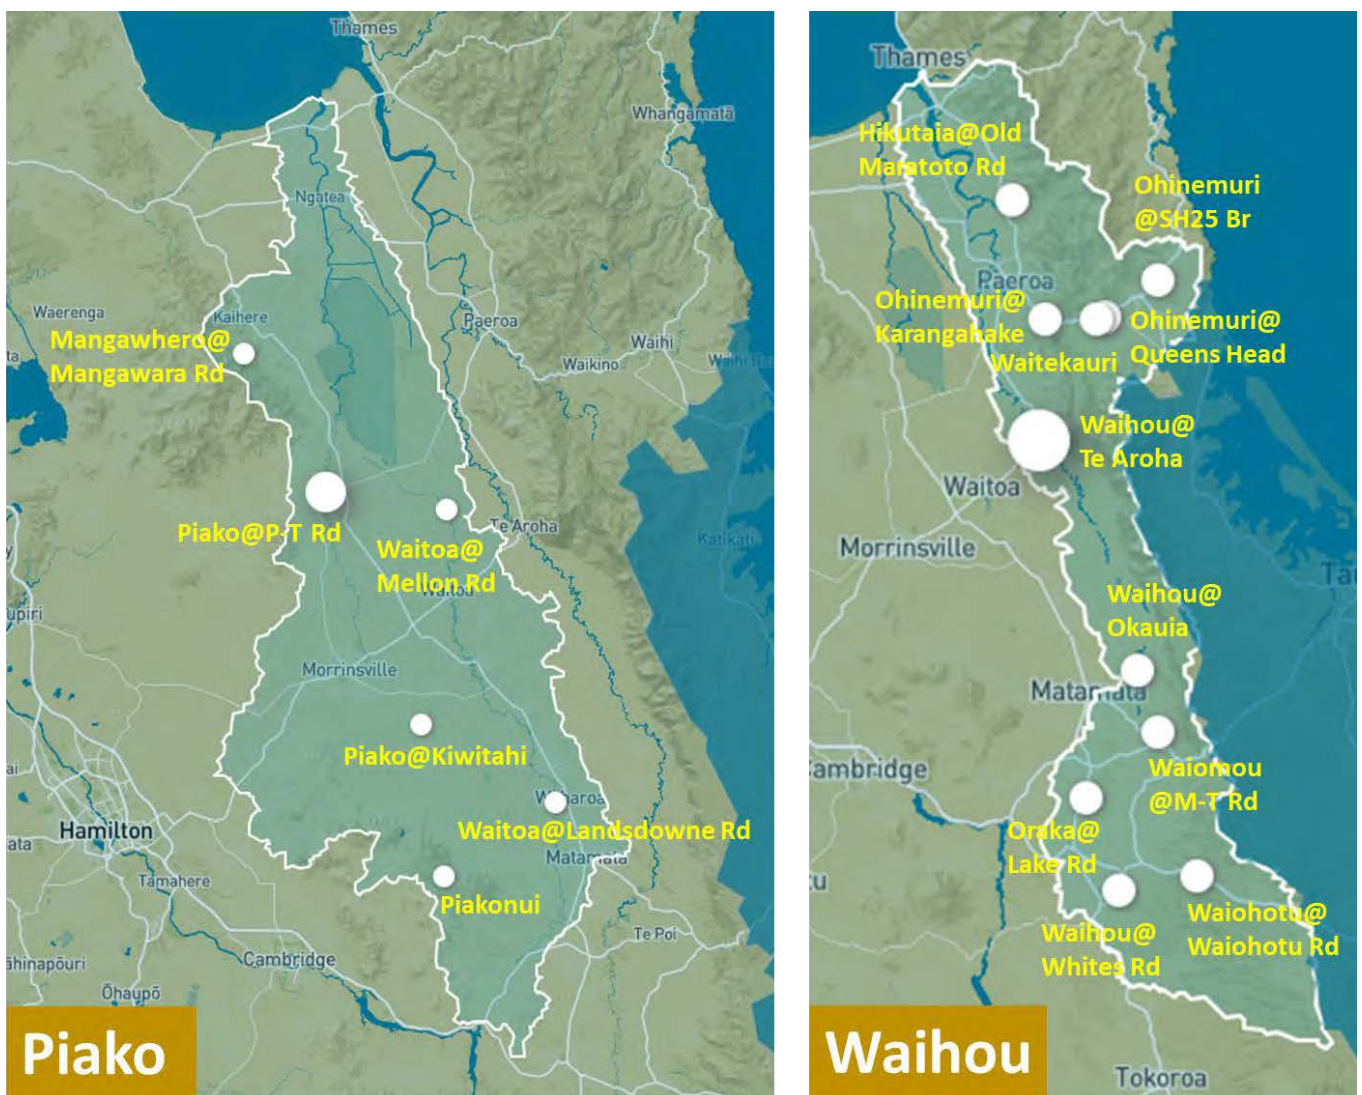 Thames
Whangamatā
Ngatea
Waerenga
Kaihere
Paeroa
Mangawhero@
Mangawara Rd
Waihi
Waikino
Piako@P-T Rd
Te Aroha
Waitoa@
Mellon Rd
Waitoa
Katikati
Morrinsville
Piako@Kiwitahi
Waharoa
Hamilton
Waitoa@Landsdowne Rd
Matamata
Tamahere
Piakonui
Te Poi
Cambridge
Ōhaupō
Piako
Thames
Hikutaia@Old
Maratoto Rd
Ohinemuri
@SH25 Br
Paeroa
Ohinemuri@
Karangahake
Ohinemuri@
Queens Head
Waitekauri
Waihou@
Te Aroha
Waitoa
Morrinsville
Waihou@
Okauia
Matamata
Waiomou
@M-T Rd
Oraka@
Lake Rd
Waiohotu@
Waiohotu Rd
Waihou@
Whites Rd
Waihou
Tokoroa